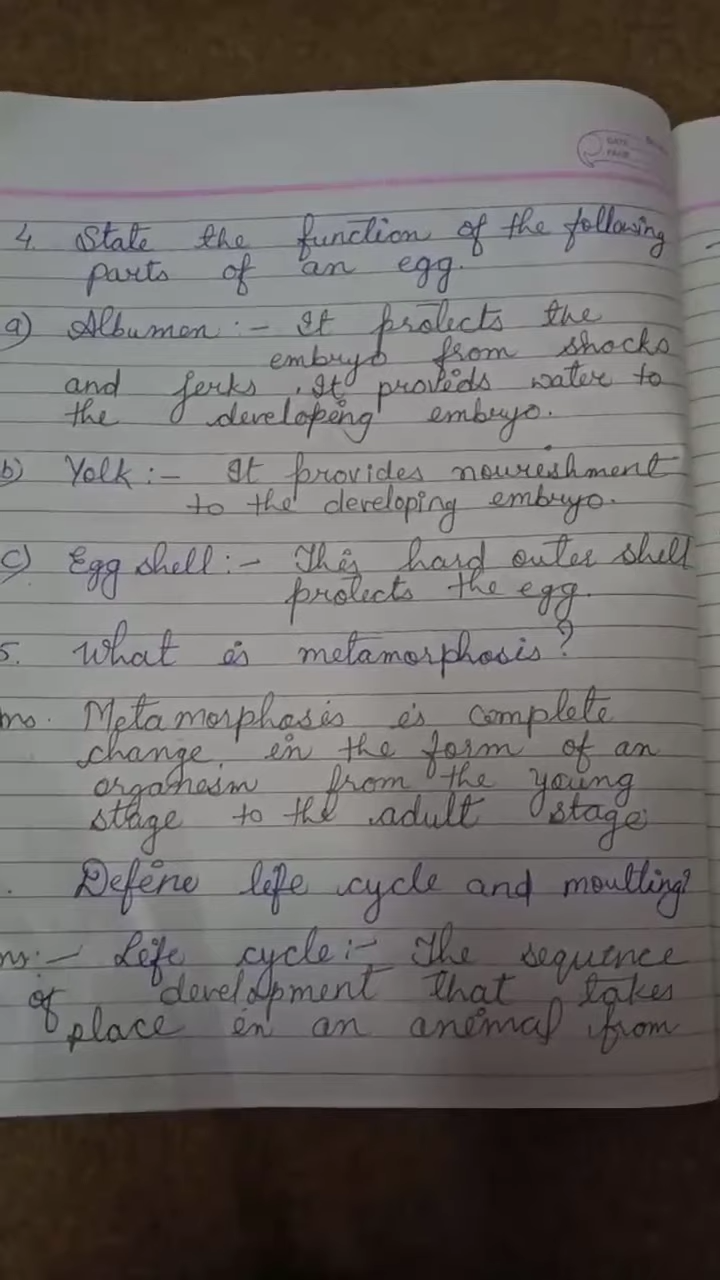 DATE
PAGE
4. State the function of the following
parts of an egg.
a) Albumen :- It protects the
embryo from shocks
and jerks. It proveds water to
the developing embryo.
b) Yolk :- It provides nourishment
to the developing embryo.
c) Egg shell :- This hard outer shell
protects the egg.
5. What is metamorphosis?
Ans. Metamorphosis is complete
change in the form of an
organism from the young
stage to the adult stage
Define life cycle and moulting?
Ans:- Life cycle :- The sequence
of development that takes
place in an animal from